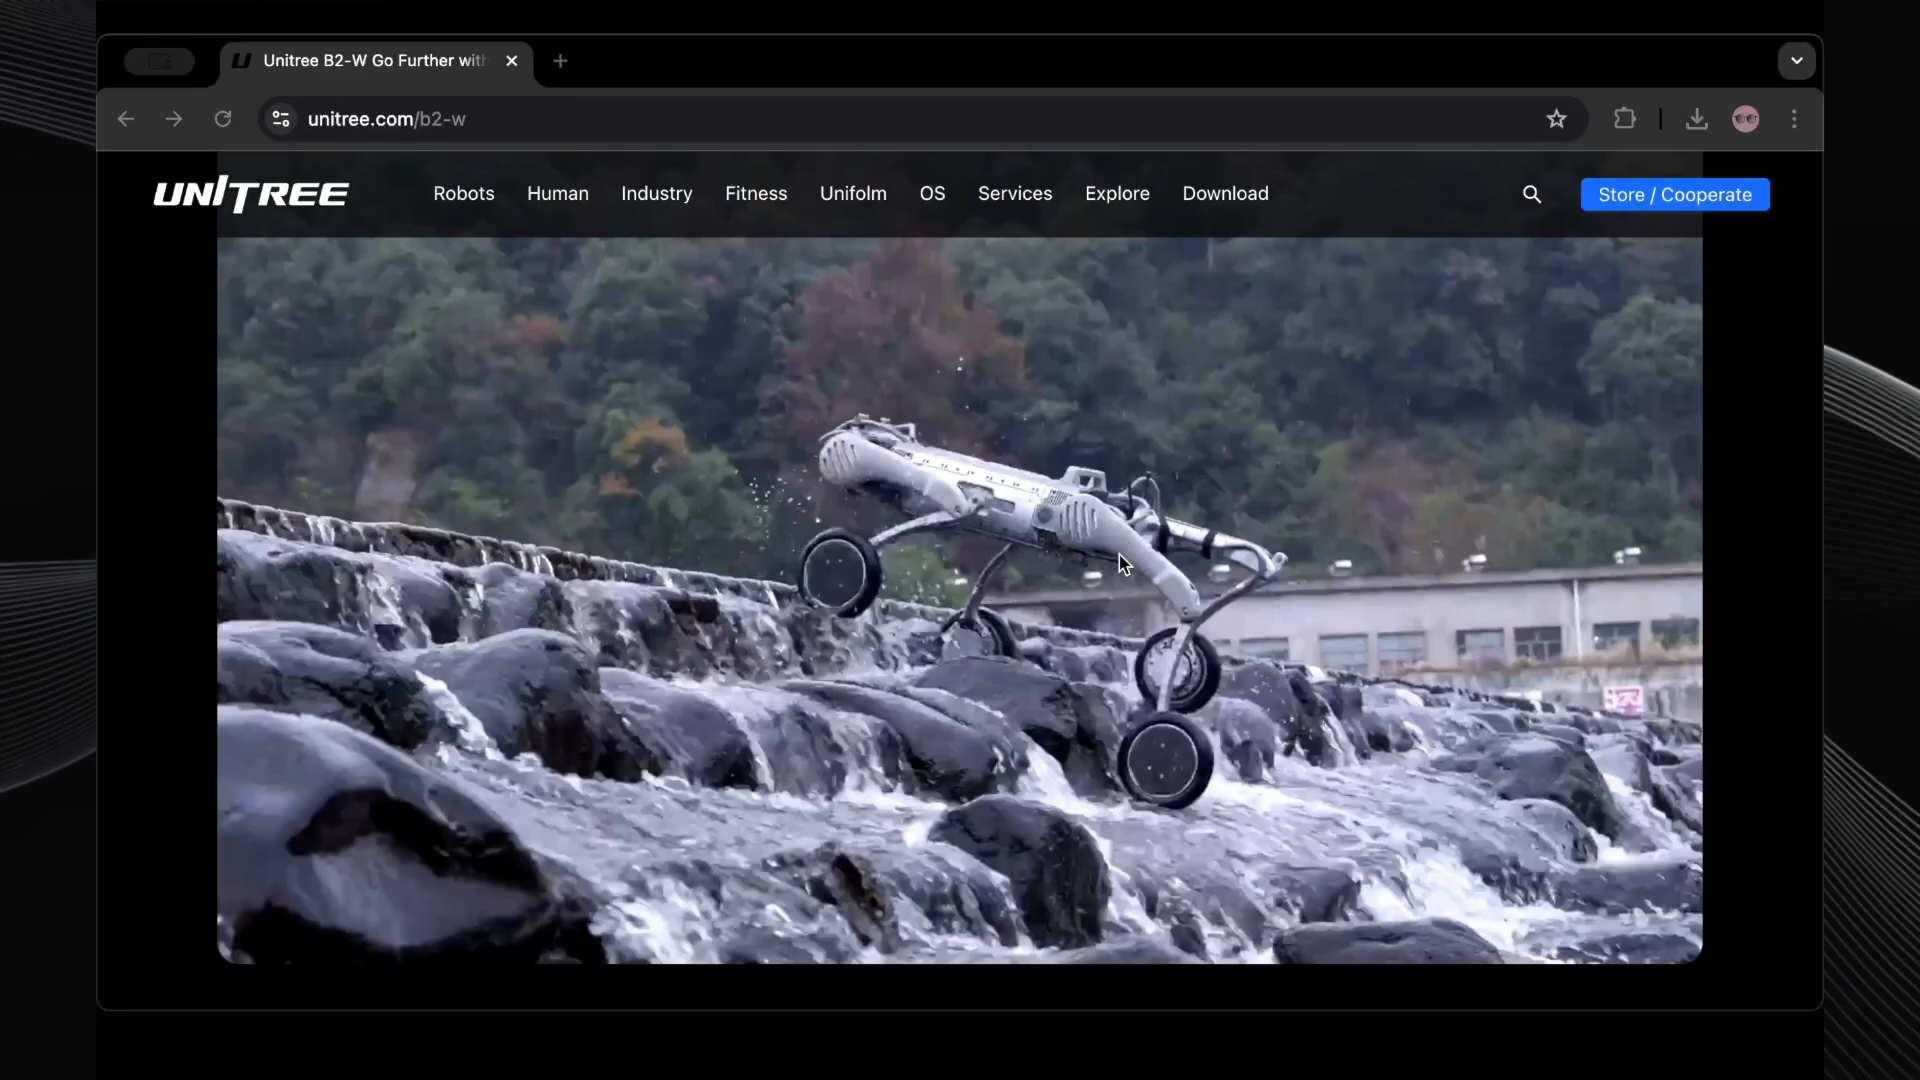 Unitree B2-W Go Further with
unitree.com/b2-w
UNITREE
Robots
Human
Industry
Fitness
Unifolm
OS
Services
Explore
Download
Store / Cooperate